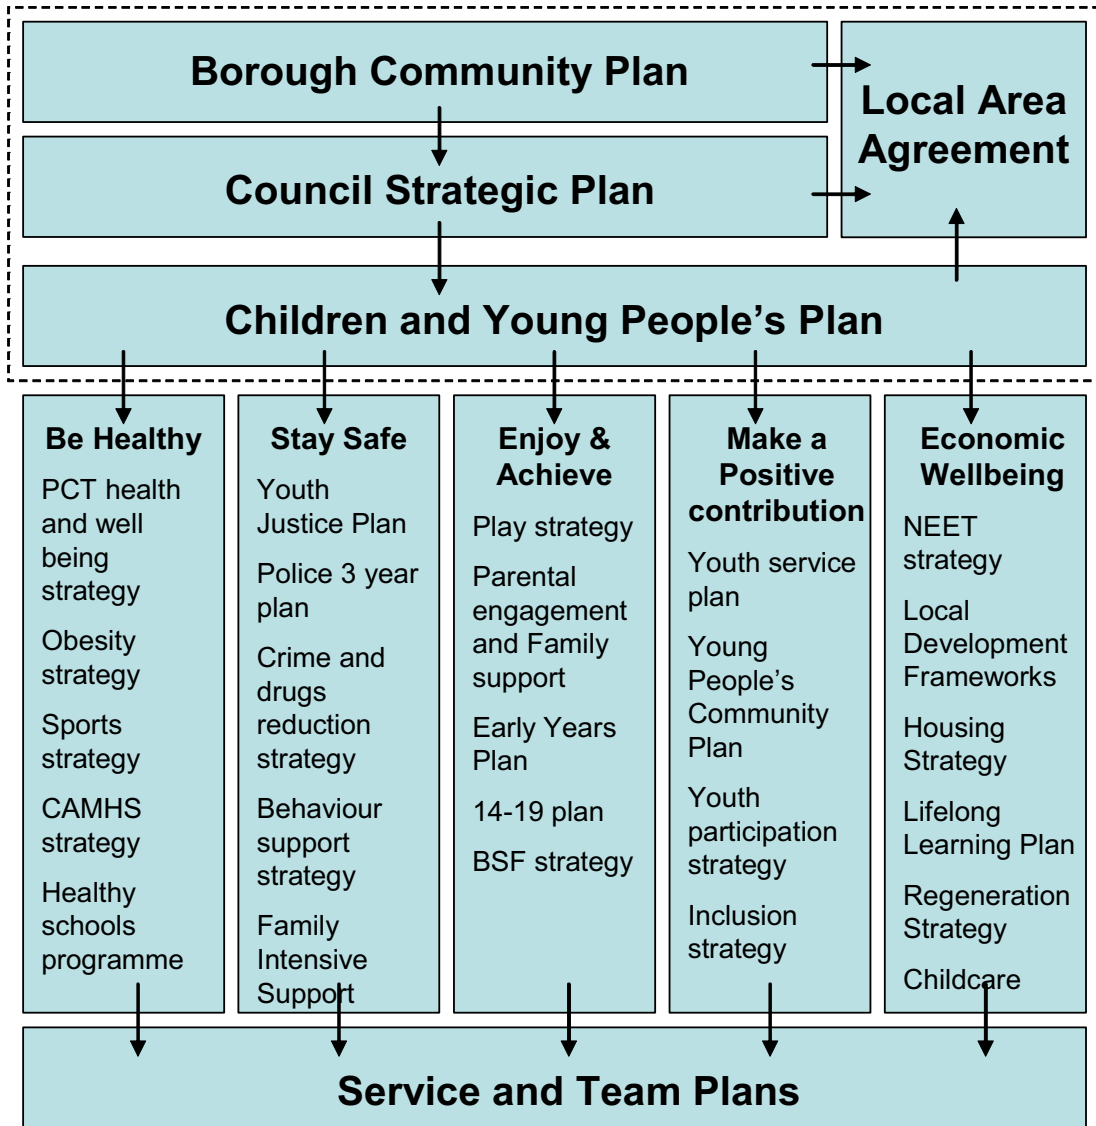 Borough Community Plan
Local Area
Agreement
Council Strategic Plan
Children and Young People’s Plan
Be Healthy
PCT health
and well
being
strategy
Obesity
strategy
Sports
strategy
CAMHS
strategy
Healthy
schools
programme
Stay Safe
Youth
Justice Plan
Police 3 year
plan
Crime and
drugs
reduction
strategy
Behaviour
support
strategy
Family
Intensive
Support
Enjoy &
Achieve
Play strategy
Parental
engagement
and Family
support
Early Years
Plan
14-19 plan
BSF strategy
Make a
Positive
contribution
Youth service
plan
Young
People’s
Community
Plan
Youth
participation
strategy
Inclusion
strategy
Economic
Wellbeing
NEET
strategy
Local
Development
Frameworks
Housing
Strategy
Lifelong
Learning Plan
Regeneration
Strategy
Childcare
Service and Team Plans